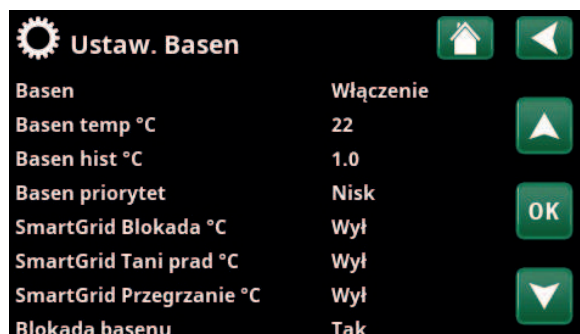 Ustaw. Basen
Basen Włączenie
Basen temp °C 22
Basen hist °C 1.0
Basen priorytet Nisk
SmartGrid Blokada °C Wył
OK
SmartGrid Tani prad °C Wył
SmartGrid Przegrzanie °C Wył
Blokada basenu Tak